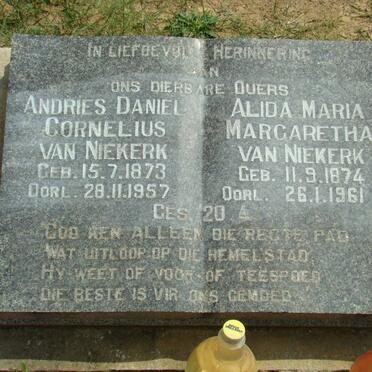 IN LIEFDEVOLLE HERINNERING
AAN
ONS DIERBARE OUERS
ANDRIES DANIEL
CORNELIUS
VAN NIEKERK
GEB. 15.7.1873
OORL. 28.11.1957
ALIDA MARIA
MARGARETHA
VAN NIEKERK
GEB. 11.9.1874
OORL. 26.1.1961
GES. 20 4
GOD KEN ALLEEN DIE REGTE PAD
WAT UITLOOP OP DIE HEMELSTAD
HY WEET OF VOOR-OF TEESPOED
DIE BESTE IS VIR ONS GEMOED